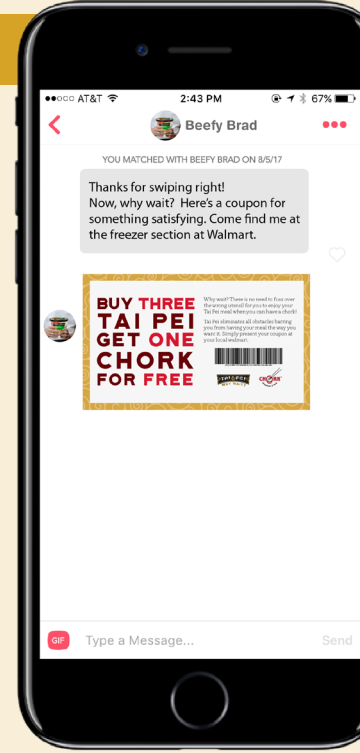 AT&T 2:43 PM 67%
Beefy Brad
YOU MATCHED WITH BEEFY BRAD ON 8/5/17
Thanks for swiping right!
Now, why wait? Here's a coupon for
something satisfying. Come find me at
the freezer section at Walmart.
BUY THREE
TAI PEI
GET ONE
CHORK
FOR FREE
Why wait? There is no need to fuss over
the wrong utensil for you to enjoy your
Tai Pei meal when you can have a chork!
Tai Pei eliminates all obstacles barring
you from having your meal the way you
want it. Simply present your coupon at
your local walmart.
TAI PEI
CHORK
GIF Type a Message... Send